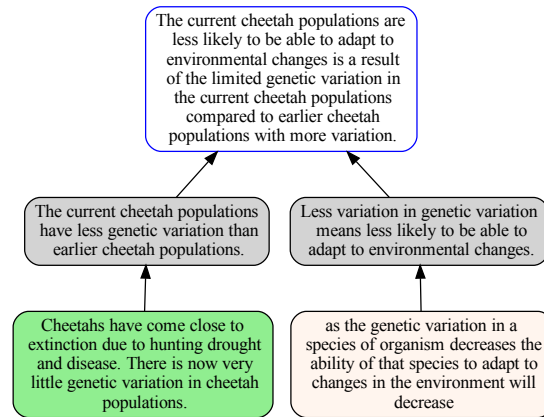 The current cheetah populations are
less likely to be able to adapt to
environmental changes is a result
of the limited genetic variation in
the current cheetah populations
compared to earlier cheetah
populations with more variation.
The current cheetah populations
have less genetic variation than
earlier cheetah populations.
Less variation in genetic variation
means less likely to be able to
adapt to environmental changes.
Cheetahs have come close to
extinction due to hunting drought
and disease. There is now very
little genetic variation in cheetah
populations.
as the genetic variation in a
species of organism decreases the
ability of that species to adapt to
changes in the environment will
decrease